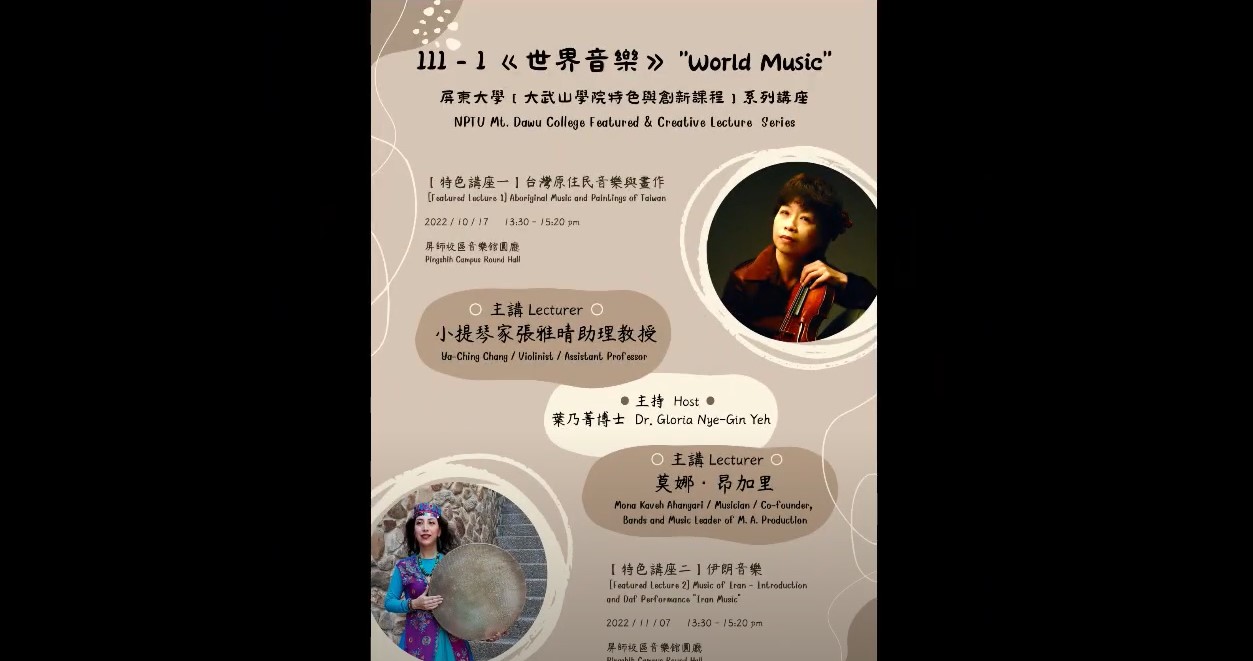 111 - 1 《世界音樂》 "World Music"
屏東大學 [ 大武山學院特色與創新課程 ] 系列講座
NPTU Mt. Dawu College Featured & Creative Lecture Series
[ 特色講座一 ] 台灣原住民音樂與畫作
[Featured Lecture 1] Aboriginal Music and Paintings of Taiwan
2022 / 10 / 17 13:30 - 15:20 pm
屏師校區音樂館圓廳
Pingshih Campus Round Hall
主講 Lecturer
小提琴家張雅晴助理教授
Ya-Ching Chang / Violinist / Assistant Professor
主持 Host
葉乃菁博士 Dr. Gloria Nye-Gin Yeh
主講 Lecturer
莫娜 · 昂加里
Mona Kaveh Ahangari / Musician / Co-founder,
Bands and Music Leader of M. A. Production
[ 特色講座二 ] 伊朗音樂
[Featured Lecture 2] Music of Iran - Introduction
and Daf Performance "Iran Music"
2022 / 11 / 07 13:30 - 15:20 pm
屏師校區音樂館圓廳
Pingshih Campus Round Hall